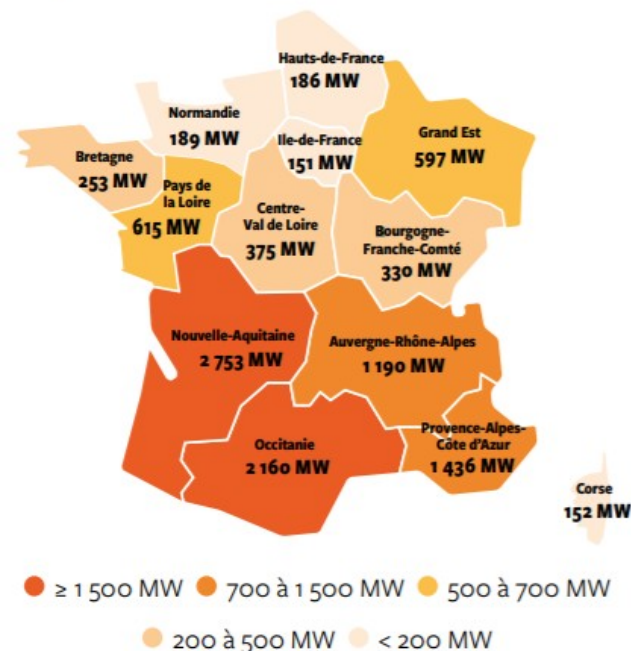 Hauts-de-France
186 MW
Normandie
189 MW
Ile-de-France
151 MW
Grand Est
597 MW
Bretagne
253 MW
Pays de
la Loire
615 MW
Centre-
Val de Loire
375 MW
Bourgogne-
Franche-Comté
330 MW
Nouvelle-Aquitaine
2 753 MW
Auvergne-Rhône-Alpes
1 190 MW
Occitanie
2 160 MW
Provence-Alpes-
Côte d'Azur
1 436 MW
Corse
152 MW
≥ 1 500 MW 700 à 1 500 MW 500 à 700 MW
200 à 500 MW < 200 MW